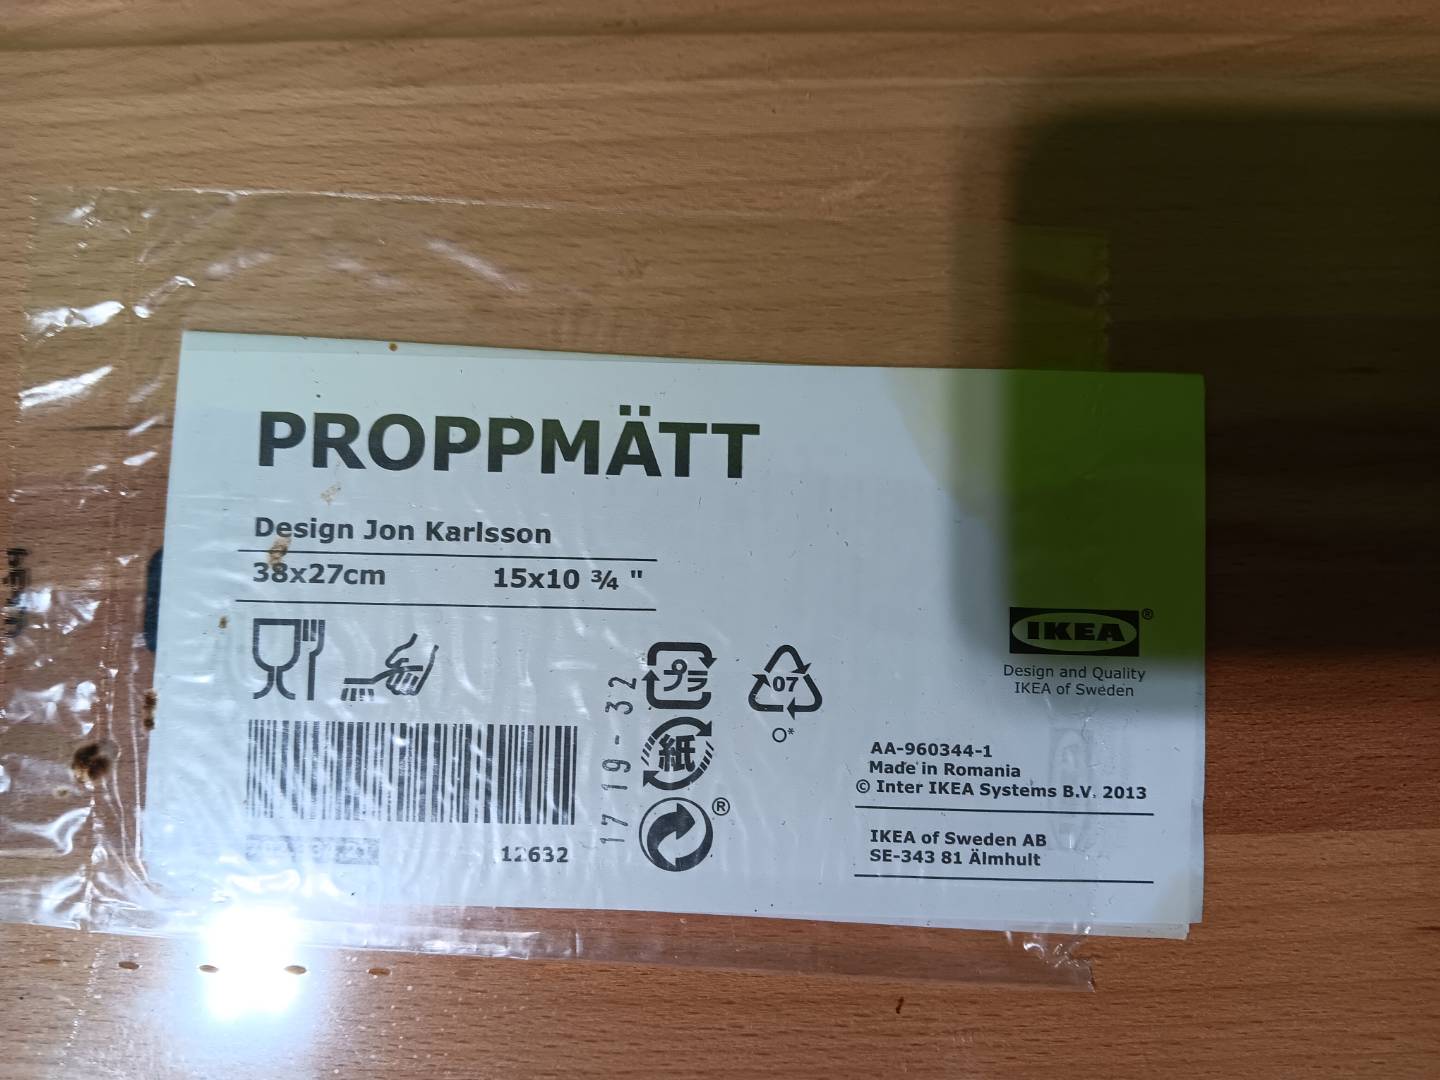 PROPPMÄTT
Design Jon Karlsson
38x27cm 15x10 ¾ "
プラ
07
O*
紙
®
17 19 - 32
12632
IKEA®
Design and Quality
IKEA of Sweden
AA-960344-1
Made in Romania
© Inter IKEA Systems B.V. 2013
IKEA of Sweden AB
SE-343 81 Älmhult